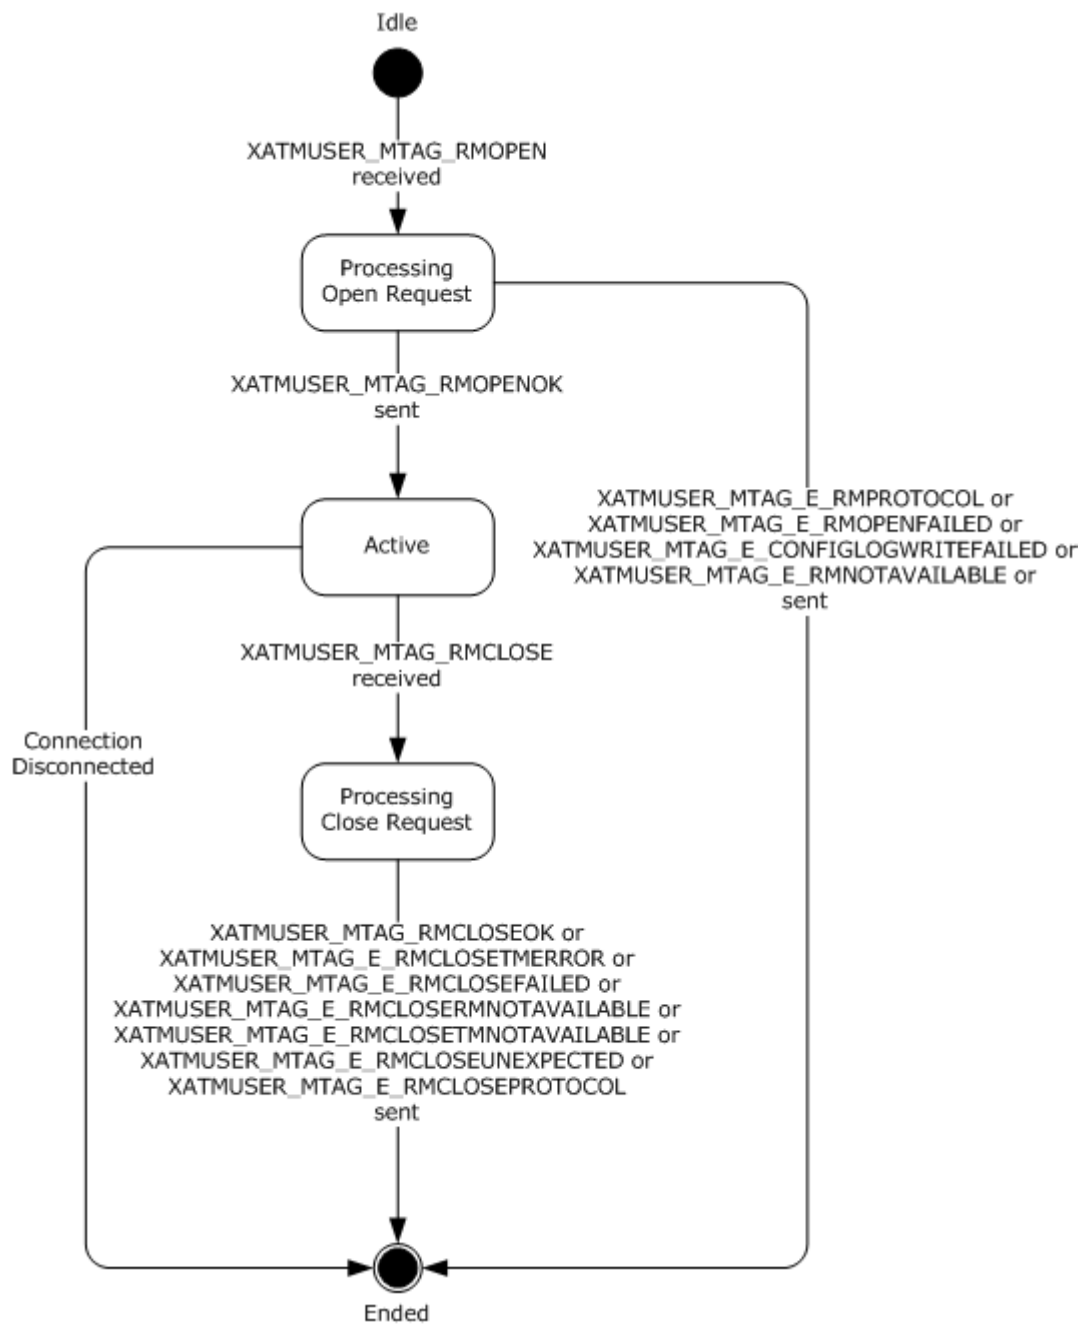 Idle
XATMUSER_MTAG_RMOPEN
received
Processing
Open Request
XATMUSER_MTAG_RMOPENOK
sent
XATMUSER_MTAG_E_RMPROTOCOL or
XATMUSER_MTAG_E_RMOPENFAILED or
XATMUSER_MTAG_E_CONFIGLOGWRITEFAILED or
XATMUSER_MTAG_E_RMNOTAVAILABLE or
sent
Active
XATMUSER_MTAG_RMCLOSE
received
Connection
Disconnected
Processing
Close Request
XATMUSER_MTAG_RMCLOSEOK or
XATMUSER_MTAG_E_RMCLOSETMERROR or
XATMUSER_MTAG_E_RMCLOSEFAILED or
XATMUSER_MTAG_E_RMCLOSERMNOTAVAILABLE or
XATMUSER_MTAG_E_RMCLOSETMNOTAVAILABLE or
XATMUSER_MTAG_E_RMCLOSEUNEXPECTED or
XATMUSER_MTAG_E_RMCLOSEPROTOCOL
sent
Ended